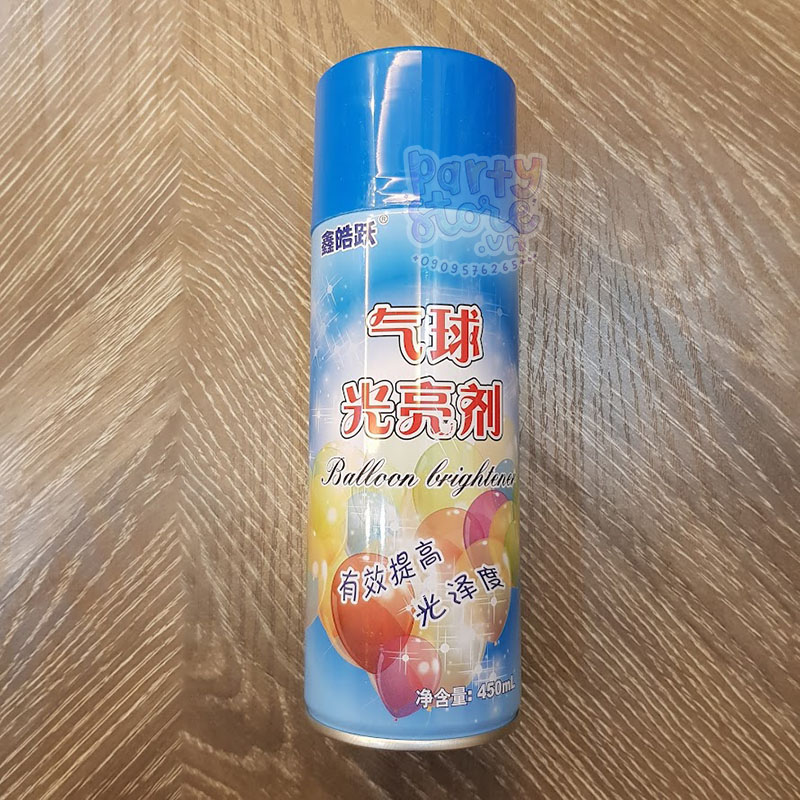 party
store
.vn
+0909576265
鑫皓跃®
气球
光亮剂
Balloon brightener
有效提高
光泽度
净含量: 450mL